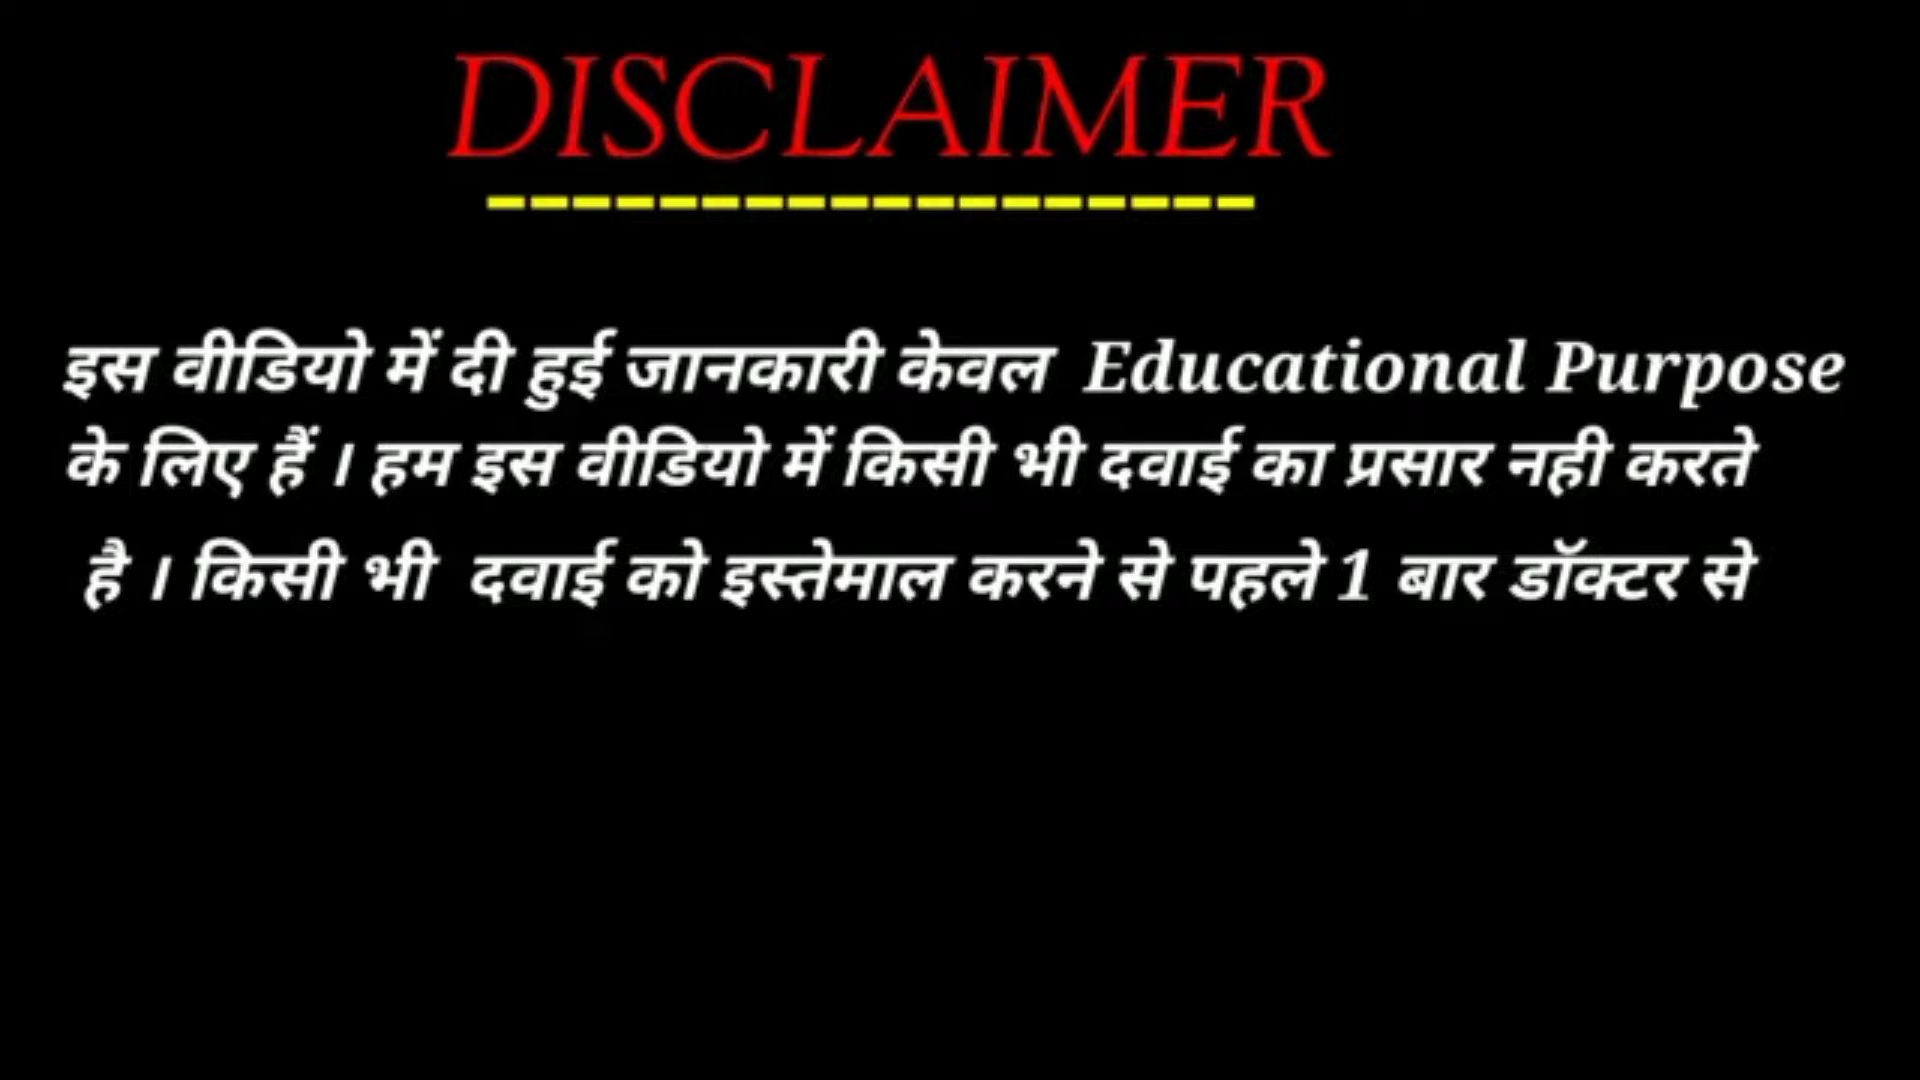 DISCLAIMER
------------------
इस वीडियो में दी हुई जानकारी केवल Educational Purpose
के लिए हैं । हम इस वीडियो में किसी भी दवाई का प्रसार नही करते
है । किसी भी दवाई को इस्तेमाल करने से पहले 1 बार डॉक्टर से